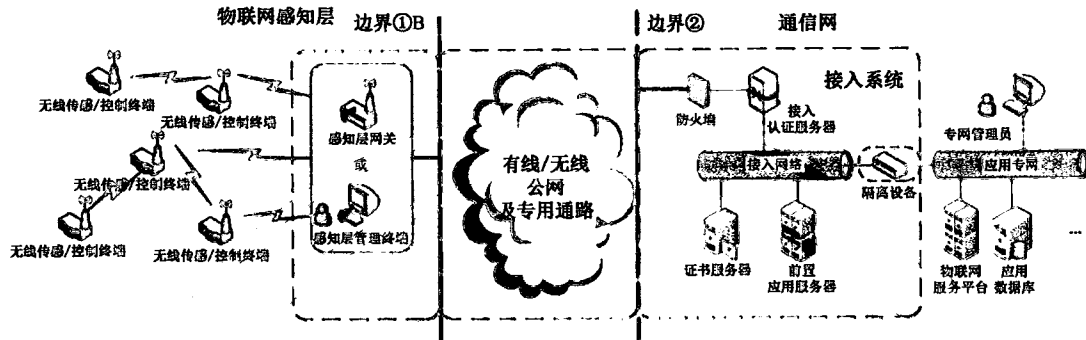 物联网感知层
边界①B
边界②
通信网
无线传感/控制终端
无线传感/控制终端
无线传感/控制终端
无线传感/控制终端
无线传感/控制终端
感知层网关
或
感知层管理终端
有线/无线
公网
及专用通路
接入系统
防火墙
接入
认证服务器
接入网络
隔离设备
证书服务器
前置
应用服务器
专网管理员
应用专网
物联网
服务平台
应用
数据库
...